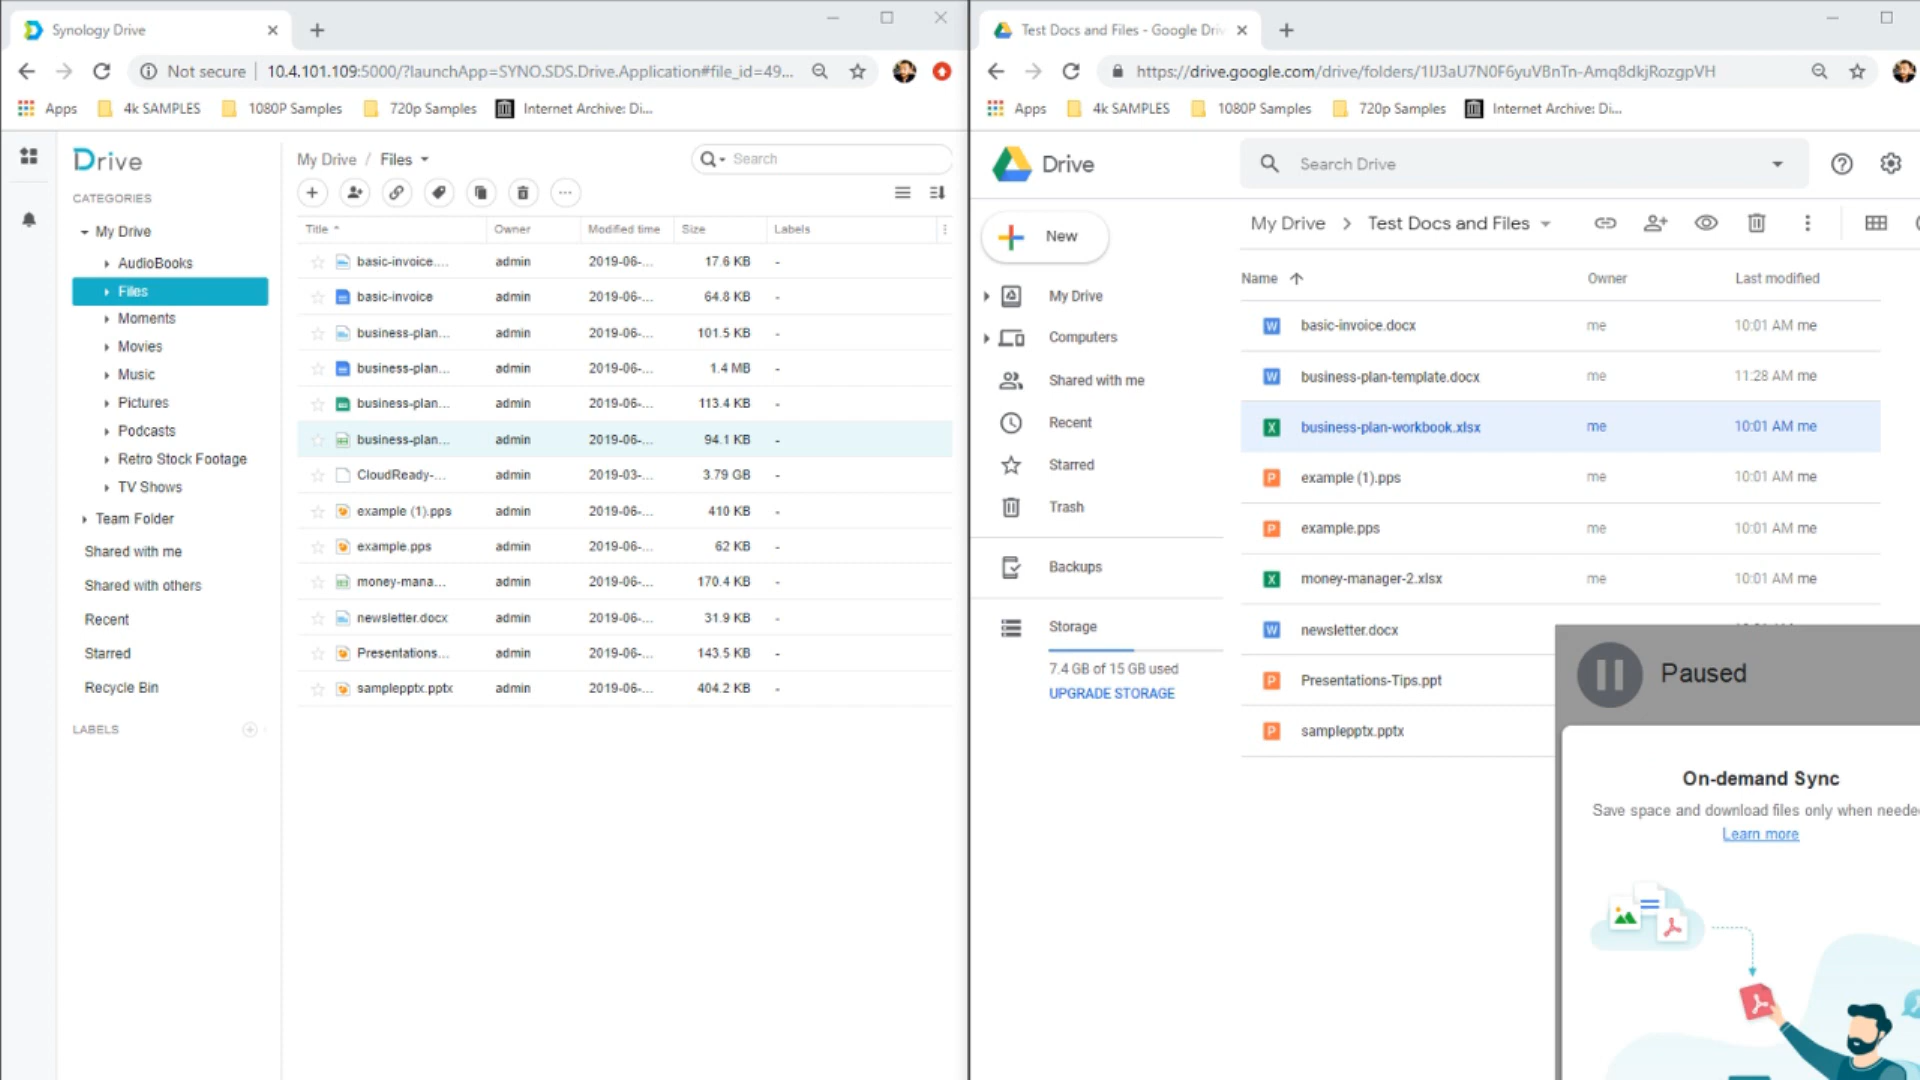 Synology Drive
Not secure
10.4.101.109:5000/?launchApp=SYNO.SDS.Drive.Application#file_id=49...
Apps
4k SAMPLES
1080P Samples
720p Samples
Internet Archive: Di...
Drive
CATEGORIES
My Drive
AudioBooks
Files
Moments
Movies
Music
Pictures
Podcasts
Retro Stock Footage
TV Shows
Team Folder
Shared with me
Shared with others
Recent
Starred
Recycle Bin
LABELS
My Drive / Files
Search
Title Owner Modified time Size Labels
basic-invoice.... admin 2019-06-... 17.6 KB -
basic-invoice admin 2019-06-... 64.8 KB -
business-plan... admin 2019-06-... 101.5 KB -
business-plan... admin 2019-06-... 1.4 MB -
business-plan... admin 2019-06-... 113.4 KB -
business-plan... admin 2019-06-... 94.1 KB -
CloudReady-... admin 2019-03-... 3.79 GB -
example (1).pps admin 2019-06-... 410 KB -
example.pps admin 2019-06-... 62 KB -
money-mana... admin 2019-06-... 170.4 KB -
newsletter.docx admin 2019-06-... 31.9 KB -
Presentations... admin 2019-06-... 143.5 KB -
samplepptx.pptx admin 2019-06-... 404.2 KB -
Test Docs and Files - Google Driv
https://drive.google.com/drive/folders/1IJ3aU7N0F6yuVBnTn-Amq8dkjRozgpVH
Apps
4k SAMPLES
1080P Samples
720p Samples
Internet Archive: Di...
Drive
Search Drive
New
My Drive
Computers
Shared with me
Recent
Starred
Trash
Backups
Storage
7.4 GB of 15 GB used
UPGRADE STORAGE
My Drive > Test Docs and Files
Name Owner Last modified
W basic-invoice.docx me 10:01 AM me
W business-plan-template.docx me 11:28 AM me
X business-plan-workbook.xlsx me 10:01 AM me
P example (1).pps me 10:01 AM me
P example.pps me 10:01 AM me
X money-manager-2.xlsx me 10:01 AM me
W newsletter.docx
P Presentations-Tips.ppt
P samplepptx.pptx
Paused
On-demand Sync
Save space and download files only when neede
Learn more